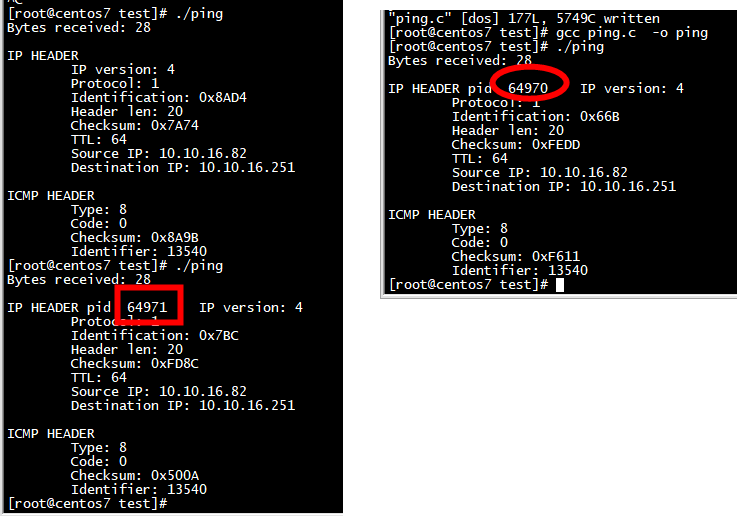 [root@centos7 test]# ./ping
Bytes received: 28
IP HEADER
IP version: 4
Protocol: 1
Identification: 0x8AD4
Header len: 20
Checksum: 0x7A74
TTL: 64
Source IP: 10.10.16.82
Destination IP: 10.10.16.251
ICMP HEADER
Type: 8
Code: 0
Checksum: 0x8A9B
Identifier: 13540
[root@centos7 test]# ./ping
Bytes received: 28
IP HEADER pid 64971 IP version: 4
Protocol: 1
Identification: 0x7BC
Header len: 20
Checksum: 0xFD8C
TTL: 64
Source IP: 10.10.16.82
Destination IP: 10.10.16.251
ICMP HEADER
Type: 8
Code: 0
Checksum: 0x500A
Identifier: 13540
[root@centos7 test]#
"ping.c" [dos] 177L, 5749C written
[root@centos7 test]# gcc ping.c -o ping
[root@centos7 test]# ./ping
Bytes received: 28
IP HEADER pid 64970 IP version: 4
Protocol: 1
Identification: 0x66B
Header len: 20
Checksum: 0xFEDD
TTL: 64
Source IP: 10.10.16.82
Destination IP: 10.10.16.251
ICMP HEADER
Type: 8
Code: 0
Checksum: 0xF611
Identifier: 13540
[root@centos7 test]#